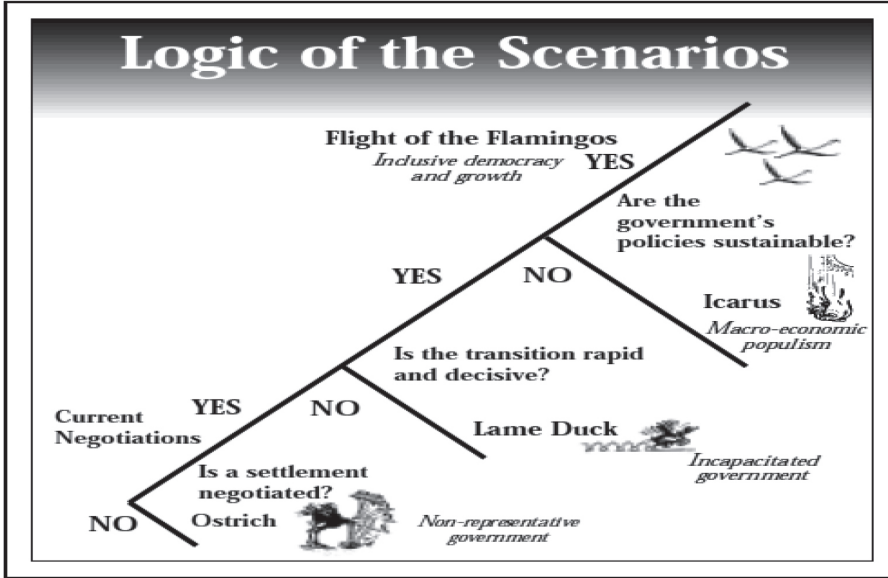 Logic of the Scenarios
Flight of the Flamingos
Inclusive democracy
and growth
YES
Are the
government's
policies sustainable?
YES
NO
Icarus
Macro-economic
populism
Is the transition rapid
and decisive?
Current
Negotiations
YES
NO
Lame Duck
Incapacitated
government
Is a settlement
negotiated?
NO
Ostrich
Non-representative
government